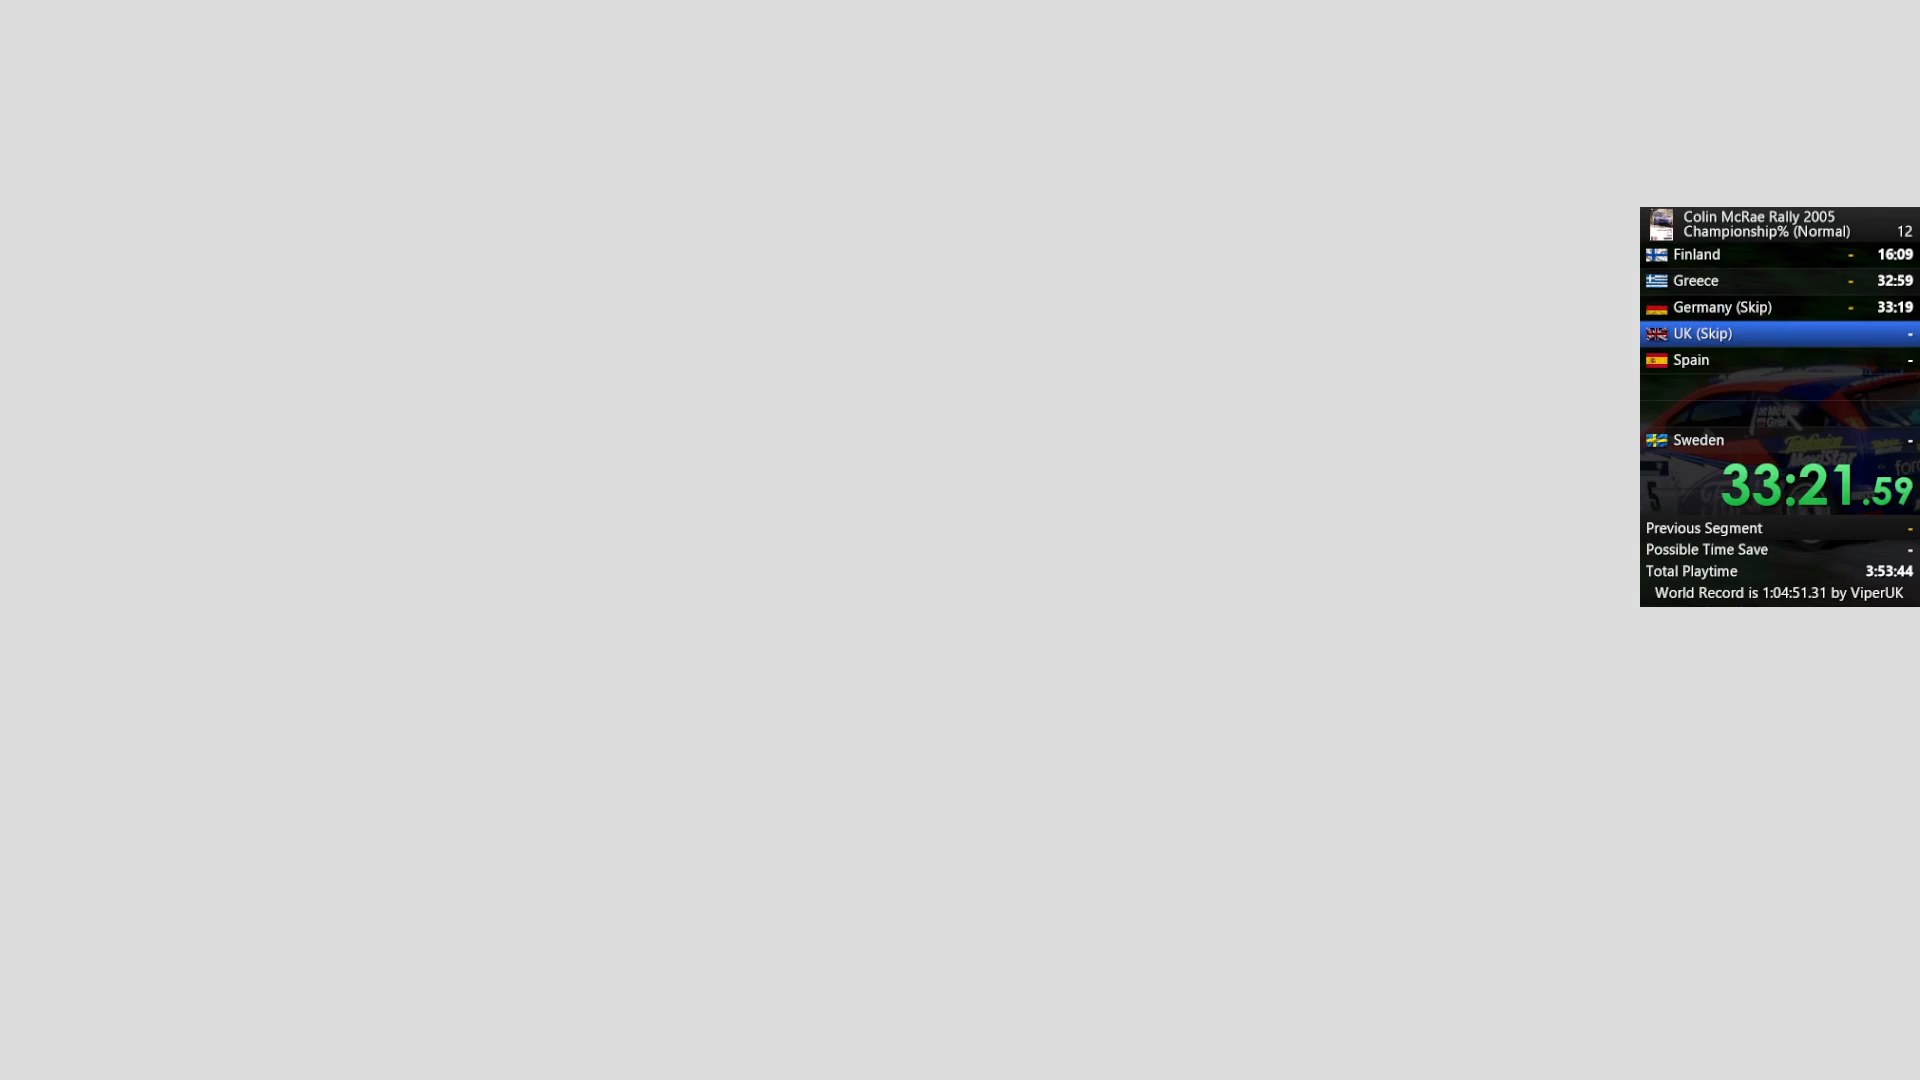 Colin McRae Rally 2005
Championship% (Normal) 12
Finland - 16:09
Greece - 32:59
Germany (Skip) - 33:19
UK (Skip) -
Spain -
Sweden -
33:21.59
Previous Segment -
Possible Time Save -
Total Playtime 3:53:44
World Record is 1:04:51.31 by ViperUK